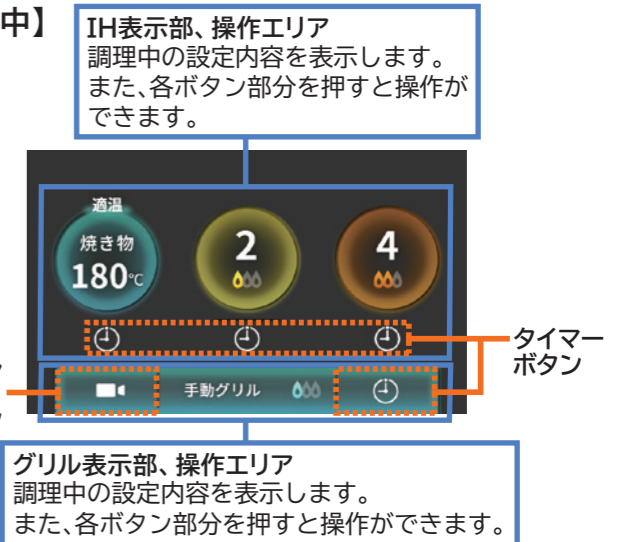 中】
IH表示部、操作エリア
調理中の設定内容を表示します。
また、各ボタン部分を押すと操作が
できます。
適温
焼き物
180℃
2
4
タイマー
ボタン
手動グリル
グリル表示部、操作エリア
調理中の設定内容を表示します。
また、各ボタン部分を押すと操作ができます。